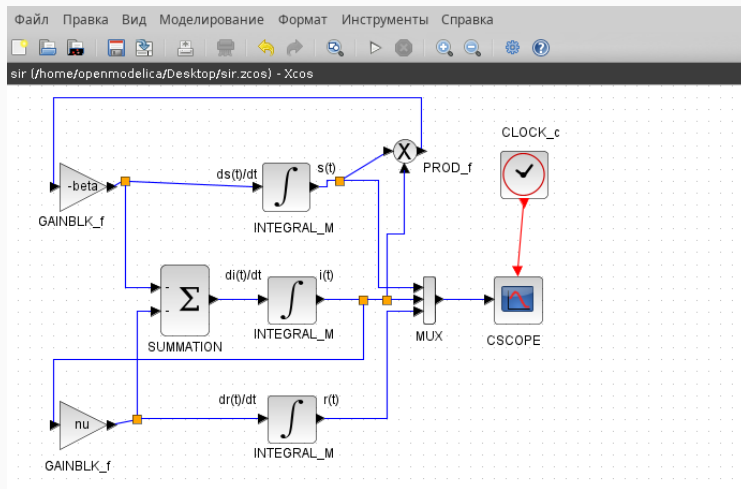 Файл Правка Вид Моделирование Формат Инструменты Справка
sir (/home/openmodelica/Desktop/sir.zcos) - Xcos
CLOCK_c
X
PROD_f
ds(t)/dt
s(t)
-beta
∫
GAINBLK_f
INTEGRAL_M
di(t)/dt
i(t)
-
Σ
-
∫
SUMMATION
INTEGRAL_M
MUX
CSCOPE
dr(t)/dt
r(t)
nu
∫
GAINBLK_f
INTEGRAL_M